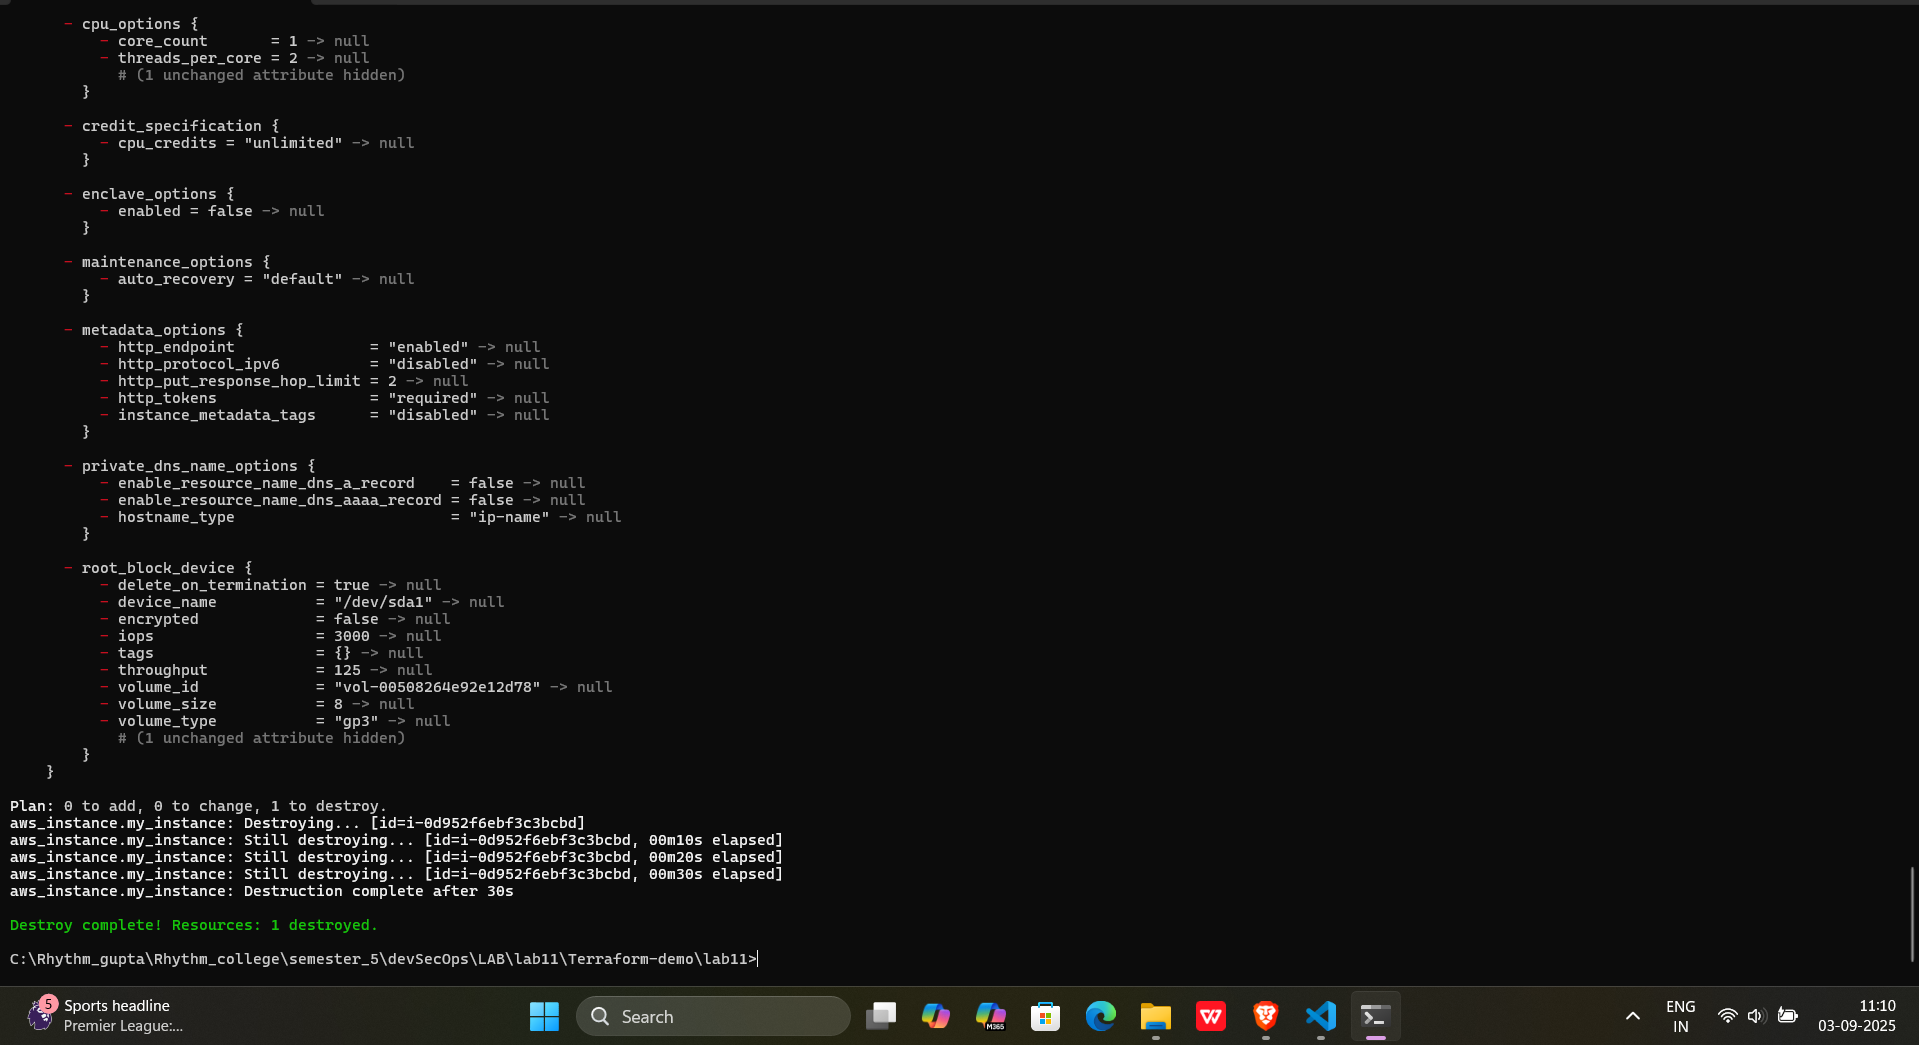 - cpu_options {
- core_count       = 1 -> null
- threads_per_core = 2 -> null
# (1 unchanged attribute hidden)
}
- credit_specification {
- cpu_credits = "unlimited" -> null
}
- enclave_options {
- enabled = false -> null
}
- maintenance_options {
- auto_recovery = "default" -> null
}
- metadata_options {
- http_endpoint               = "enabled" -> null
- http_protocol_ipv6          = "disabled" -> null
- http_put_response_hop_limit = 2 -> null
- http_tokens                 = "required" -> null
- instance_metadata_tags      = "disabled" -> null
}
- private_dns_name_options {
- enable_resource_name_dns_a_record    = false -> null
- enable_resource_name_dns_aaaa_record = false -> null
- hostname_type                        = "ip-name" -> null
}
- root_block_device {
- delete_on_termination = true -> null
- device_name           = "/dev/sda1" -> null
- encrypted             = false -> null
- iops                  = 3000 -> null
- tags                  = {} -> null
- throughput            = 125 -> null
- volume_id             = "vol-00508264e92e12d78" -> null
- volume_size           = 8 -> null
- volume_type           = "gp3" -> null
# (1 unchanged attribute hidden)
}
}
Plan: 0 to add, 0 to change, 1 to destroy.
aws_instance.my_instance: Destroying... [id=i-0d952f6ebf3c3bcbd]
aws_instance.my_instance: Still destroying... [id=i-0d952f6ebf3c3bcbd, 00m10s elapsed]
aws_instance.my_instance: Still destroying... [id=i-0d952f6ebf3c3bcbd, 00m20s elapsed]
aws_instance.my_instance: Still destroying... [id=i-0d952f6ebf3c3bcbd, 00m30s elapsed]
aws_instance.my_instance: Destruction complete after 30s
Destroy complete! Resources: 1 destroyed.
C:\Rhythm_gupta\Rhythm_college\semester_5\devSecOps\LAB\lab11\Terraform-demo\lab11>
5
Sports headline
Premier League:...
Search
M365
ENG
IN
11:10
03-09-2025